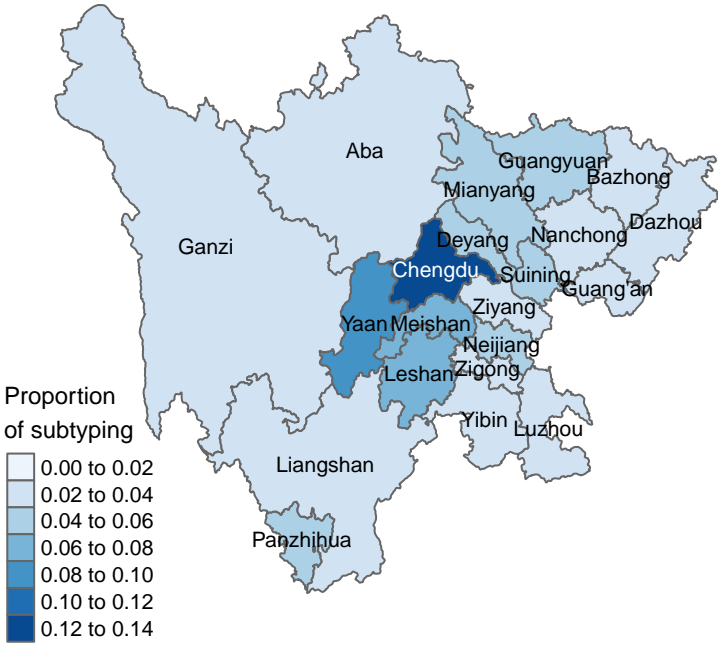 Aba
Guangyuan
Bazhong
Mianyang
Dazhou
Ganzi
Deyang
Nanchong
Chengdu
Suining
Guang'an
Ziyang
Yaan
Meishan
Neijiang
Zigong
Leshan
Yibin
Luzhou
Liangshan
Panzhihua
Proportion
of subtyping
0.00 to 0.02
0.02 to 0.04
0.04 to 0.06
0.06 to 0.08
0.08 to 0.10
0.10 to 0.12
0.12 to 0.14